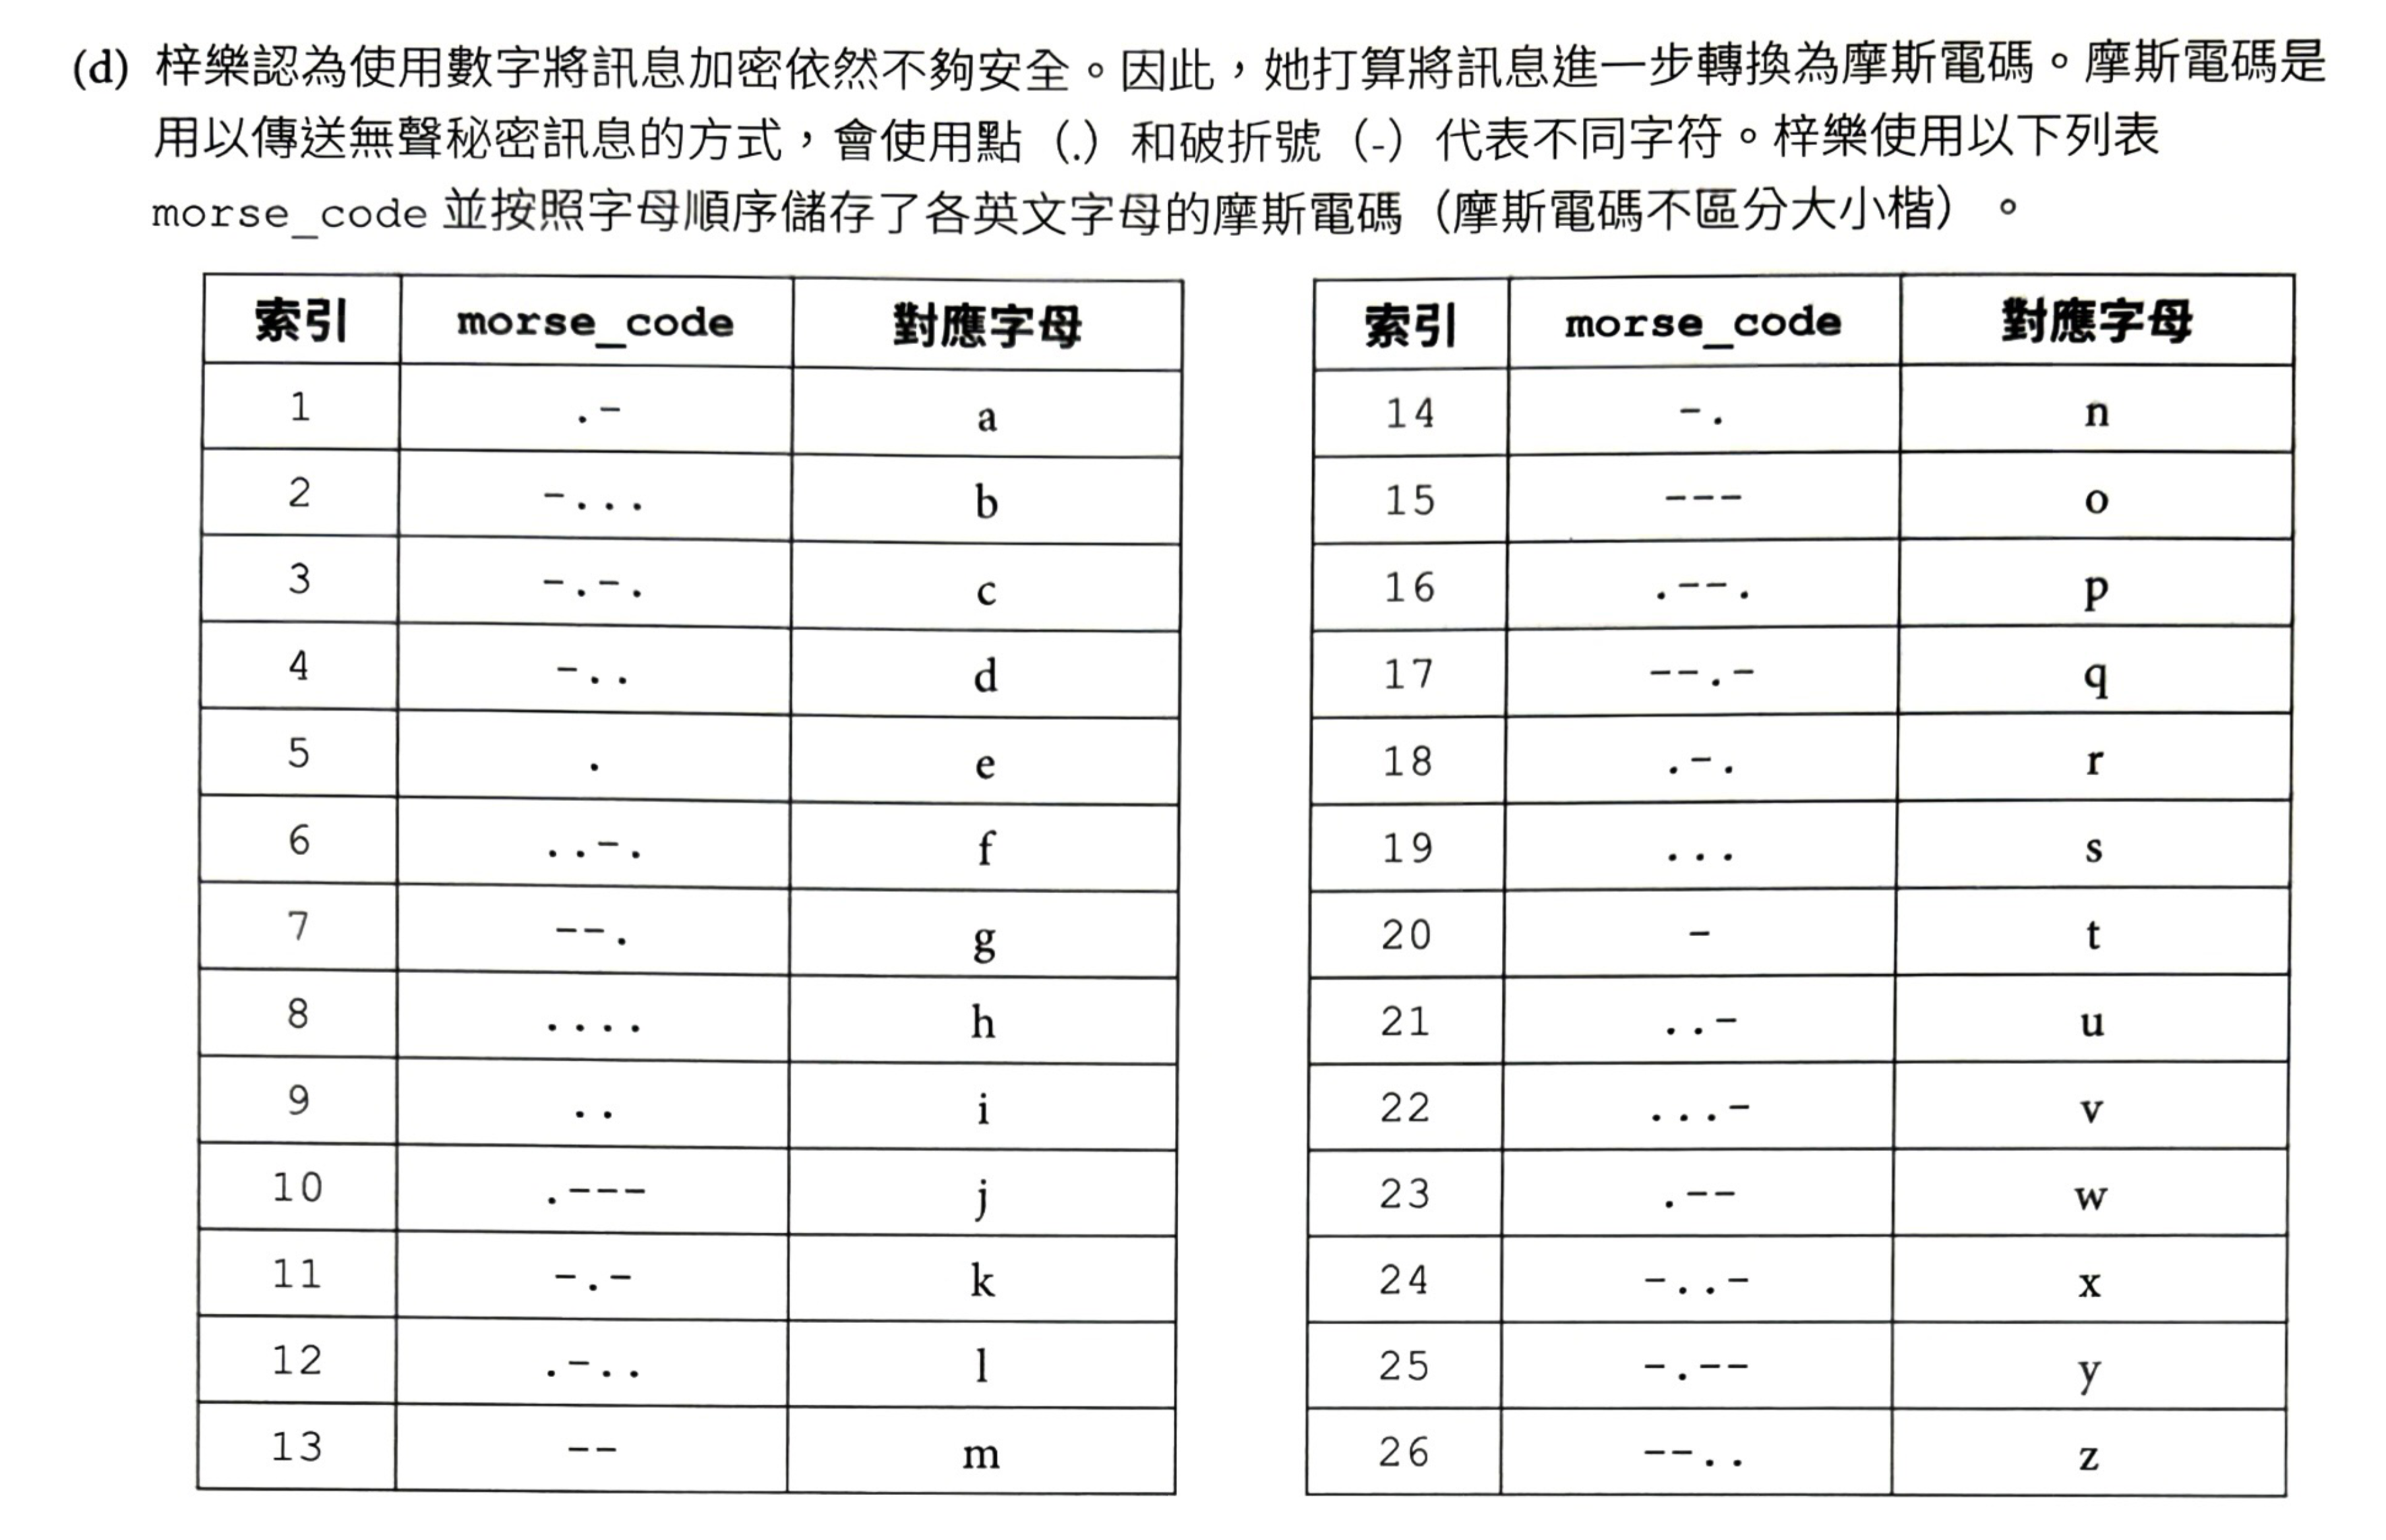 (d) 梓樂認為使用數字將訊息加密依然不夠安全。因此，她打算將訊息進一步轉換為摩斯電碼。摩斯電碼是
用以傳送無聲秘密訊息的方式，會使用點（.）和破折號（-）代表不同字符。梓樂使用以下列表
morse_code 並按照字母順序儲存了各英文字母的摩斯電碼（摩斯電碼不區分大小楷）。
索引 morse_code 對應字母
1 .- a
2 -... b
3 -.-. c
4 -.. d
5 . e
6 ..-. f
7 --. g
8 .... h
9 .. i
10 .--- j
11 -.- k
12 .-.. l
13 -- m
索引 morse_code 對應字母
14 -. n
15 --- o
16 .--. p
17 --.- q
18 .-. r
19 ... s
20 - t
21 ..- u
22 ...- v
23 .-- w
24 -..- x
25 -.-- y
26 --.. z